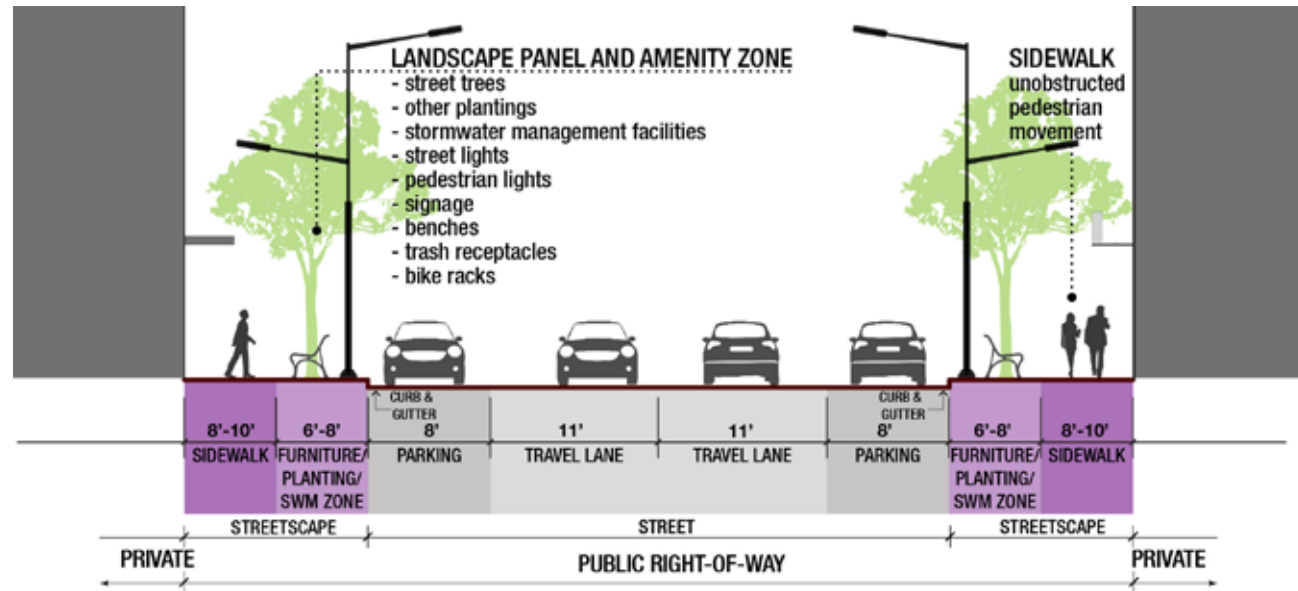 LANDSCAPE PANEL AND AMENITY ZONE
- street trees
- other plantings
- stormwater management facilities
- street lights
- pedestrian lights
- signage
- benches
- trash receptacles
- bike racks
SIDEWALK
unobstructed
pedestrian
movement
CURB &
GUTTER
CURB &
GUTTER
8'-10'
6'-8'
8'
11'
11'
8'
6'-8'
8'-10'
SIDEWALK
FURNITURE/
PLANTING/
SWM ZONE
PARKING
TRAVEL LANE
TRAVEL LANE
PARKING
FURNITURE/
PLANTING/
SWM ZONE
SIDEWALK
STREETSCAPE
STREET
STREETSCAPE
PRIVATE
PUBLIC RIGHT-OF-WAY
PRIVATE